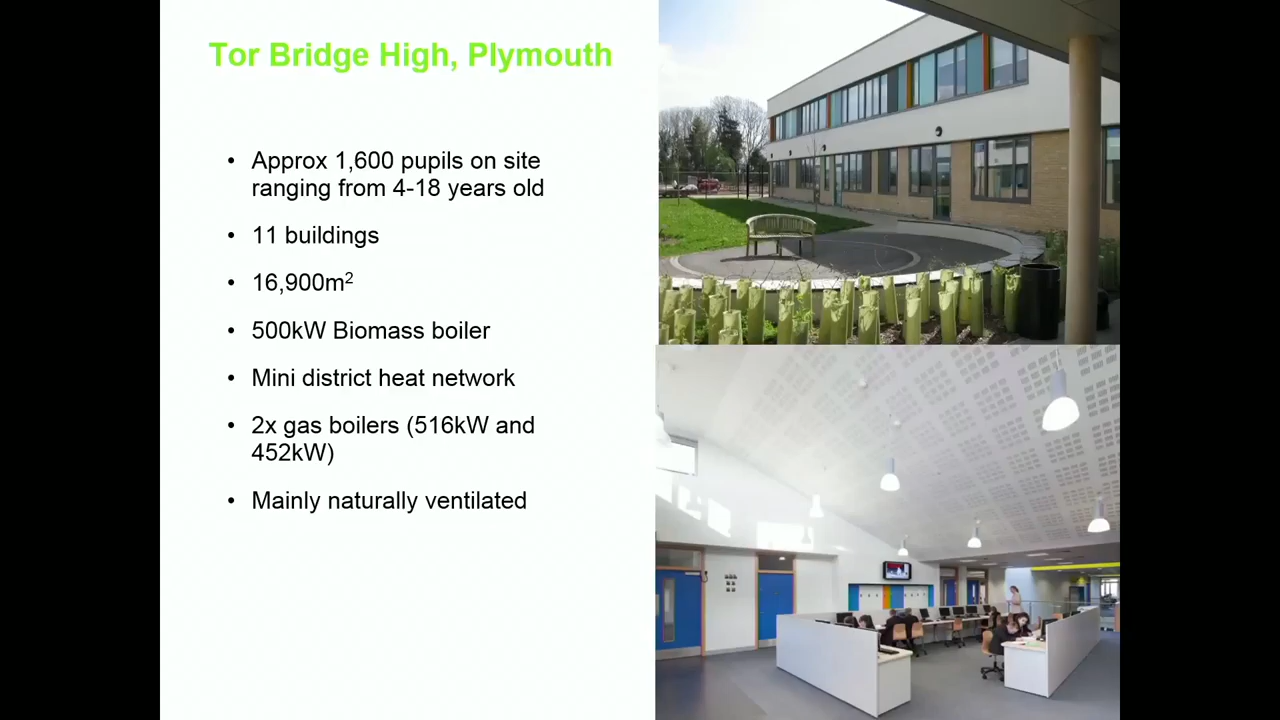 Tor Bridge High, Plymouth
• Approx 1,600 pupils on site
ranging from 4-18 years old
• 11 buildings
• 16,900m²
• 500kW Biomass boiler
• Mini district heat network
• 2x gas boilers (516kW and
452kW)
• Mainly naturally ventilated